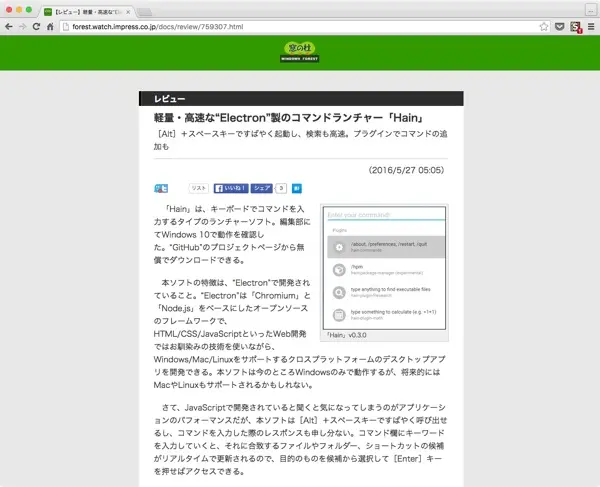 【レビュー】軽量・高速な“Ele
forest.watch.impress.co.jp/docs/review/759307.html
窓の杜
WINDOWS FOREST
レビュー
軽量・高速な“Electron”製のコマンドランチャー「Hain」
［Alt］＋スペースキーですばやく起動し、検索も高速。プラグインでコマンドの追
加も
（2016/5/27 05:05）
リスト
いいね！
シェア
3
B!
「Hain」は、キーボードでコマンドを入
力するタイプのランチャーソフト。編集部に
てWindows 10で動作を確認し
た。“GitHub”のプロジェクトページから無
償でダウンロードできる。
Enter your command!
Plugins
/about, /preferences, /restart, /quit
hain-commands
/hpm
hain-package-manager (experimental)
type anything to find executable files
hain-plugin-filesearch
type something to calculate (e.g. =1+1)
hain-plugin-math
「Hain」v0.3.0
本ソフトの特徴は、“Electron”で開発され
ていること。“Electron”は「Chromium」と
「Node.js」をベースにしたオープンソース
のフレームワークで、
HTML/CSS/JavaScriptといったWeb開発
ではお馴染みの技術を使いながら、
Windows/Mac/Linuxをサポートするクロスプラットフォームのデスクトップアプ
リを開発できる。本ソフトは今のところWindowsのみで動作するが、将来的には
MacやLinuxもサポートされるかもしれない。
さて、JavaScriptで開発されていると聞くと気になってしまうのがアプリケーショ
ンのパフォーマンスだが、本ソフトは［Alt］＋スペースキーですばやく呼び出せ
るし、コマンドを入力した際のレスポンスも申し分ない。コマンド欄にキーワード
を入力していくと、それに合致するファイルやフォルダー、ショートカットの候補
がリアルタイムで更新されるので、目的のものを候補から選択して［Enter］キー
を押せばアクセスできる。